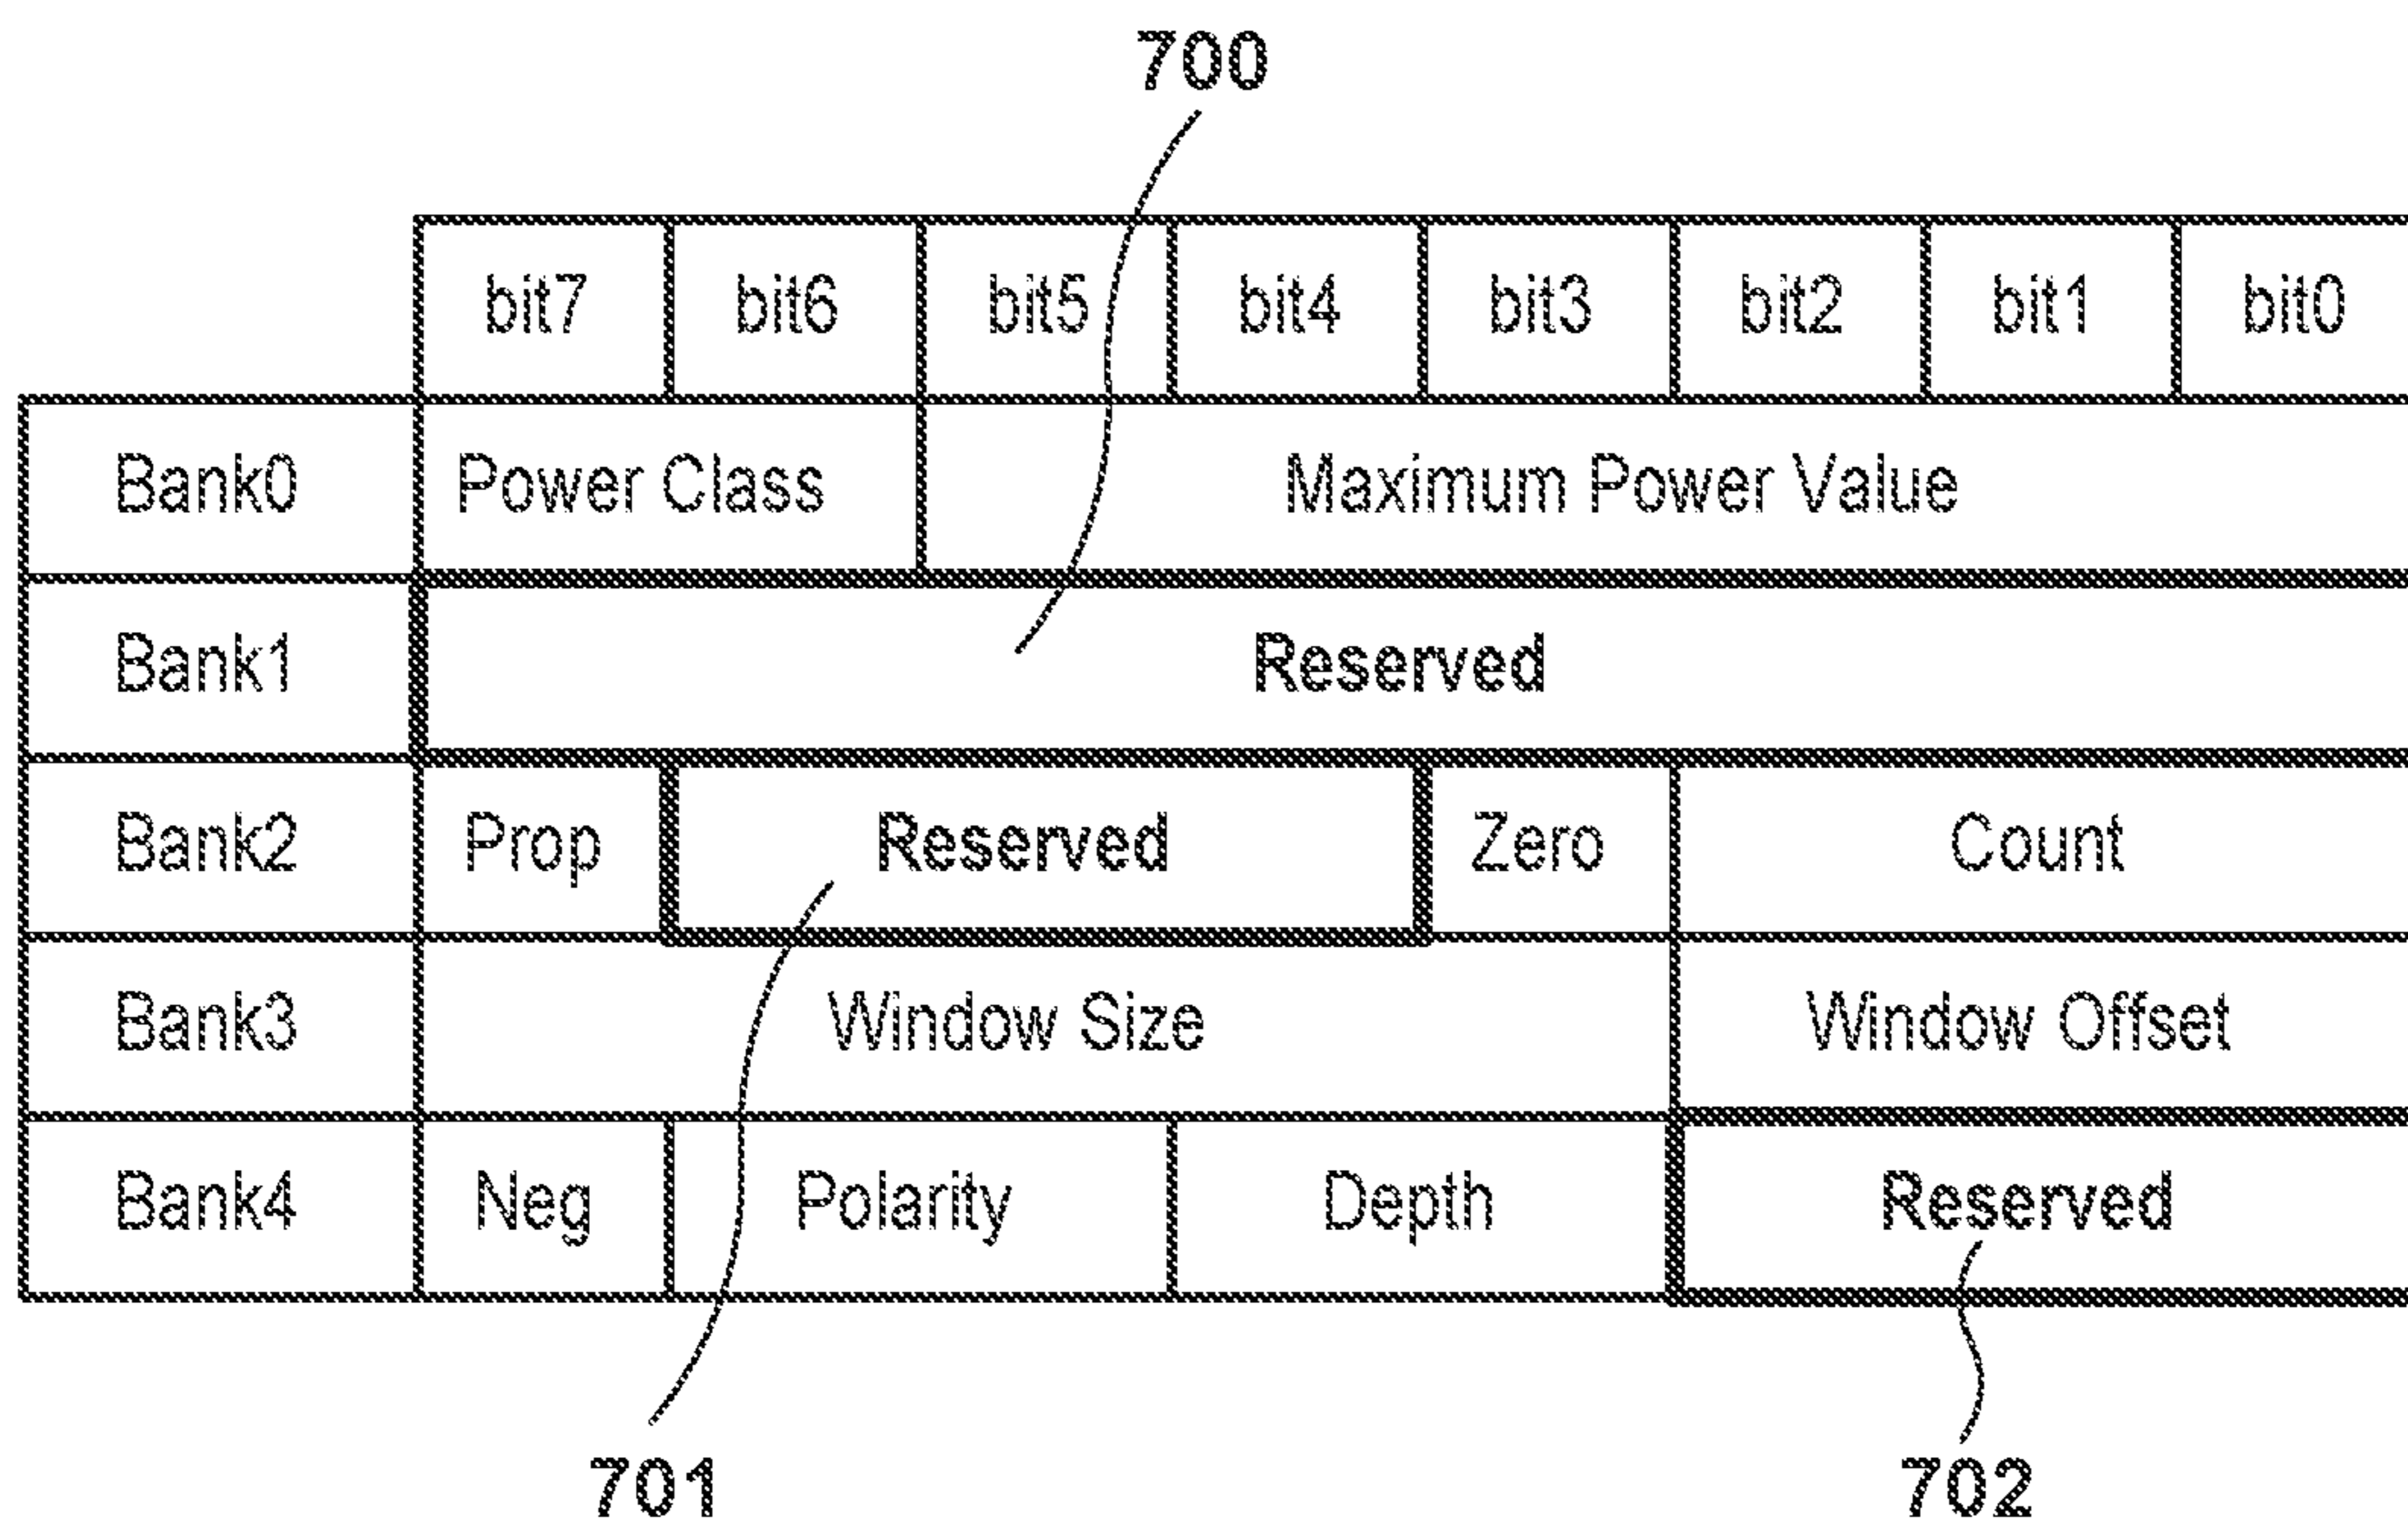 700
bit7 bit6 bit5 bit4 bit3 bit2 bit1 bit0
Bank0 Power Class Maximum Power Value
Bank1 Reserved
Bank2 Prop Reserved Zero Count
Bank3 Window Size Window Offset
Bank4 Neg Polarity Depth Reserved
701 702